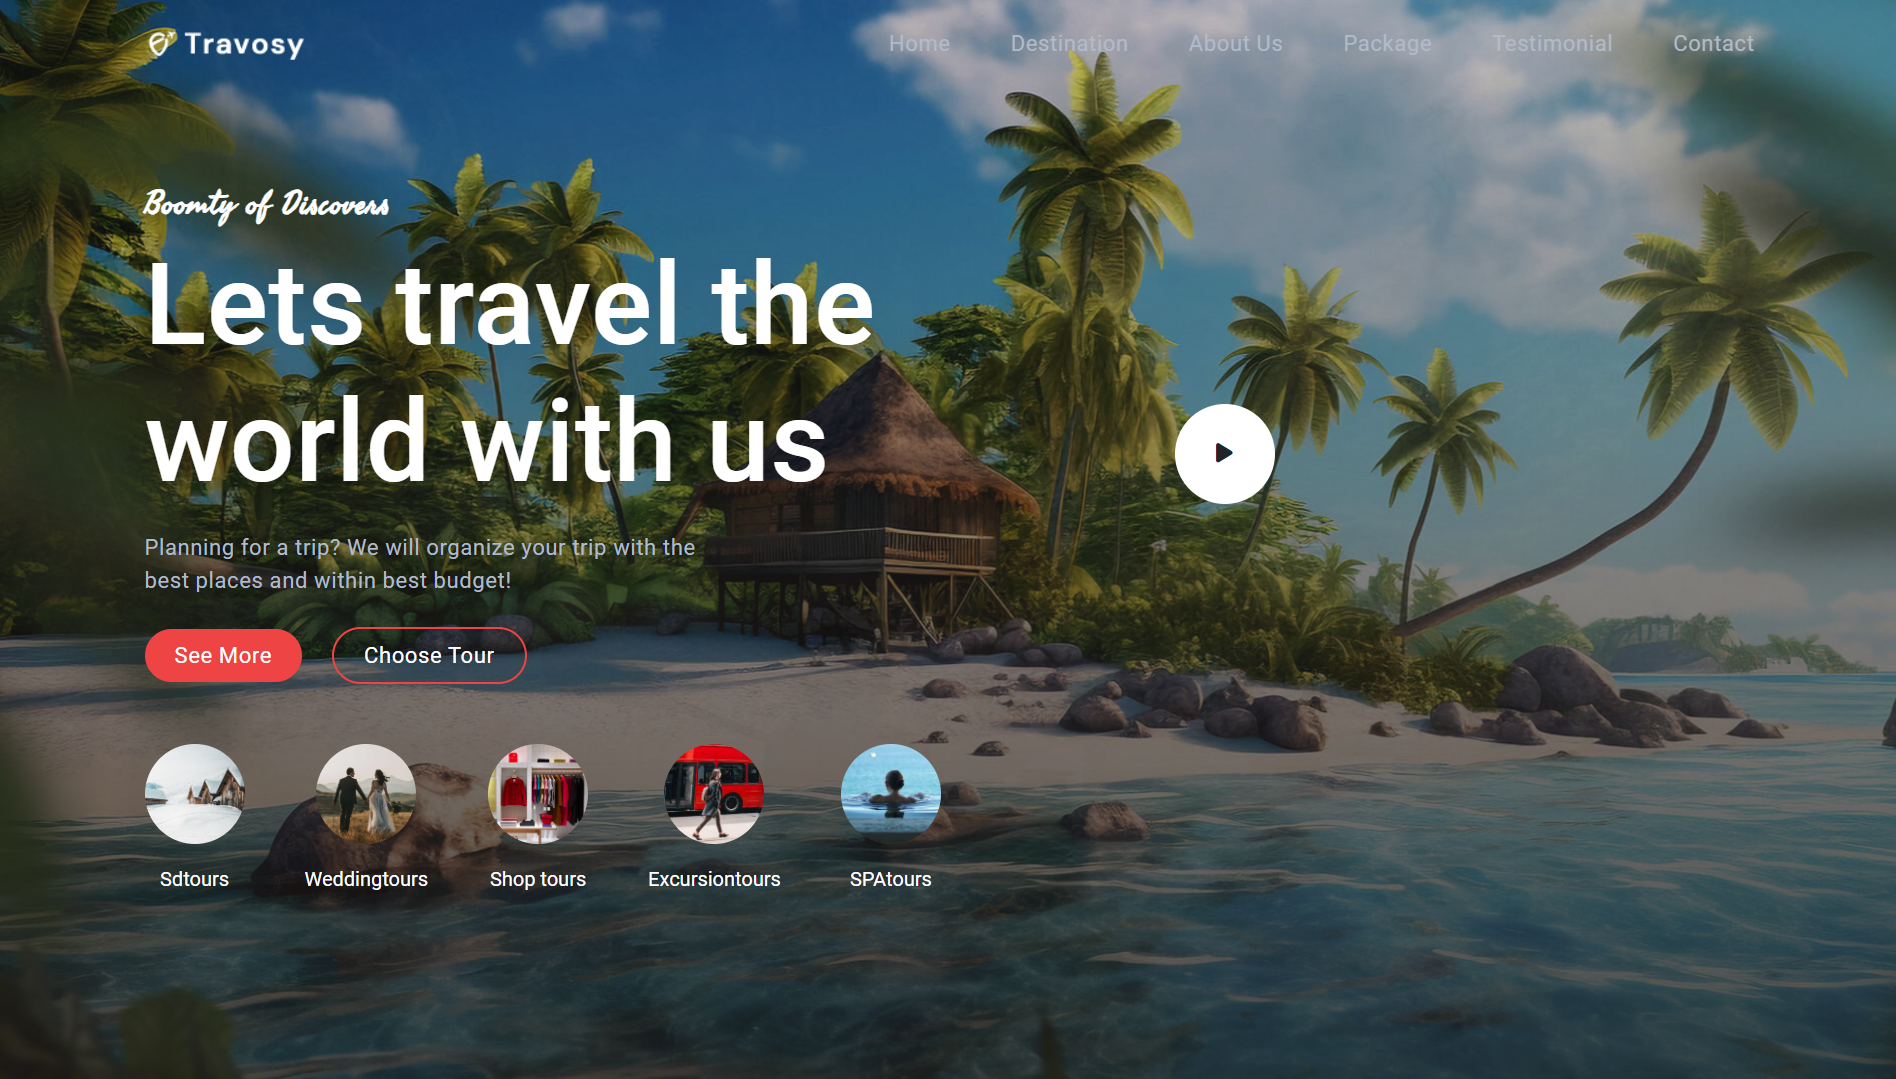 Travosy
Home Destination About Us Package Testimonial Contact
Boomty of Discovers
Lets travel the
world with us
Planning for a trip? We will organize your trip with the
best places and within best budget!
See More Choose Tour
Sdtours Weddingtours Shop tours Excursiontours SPAtours